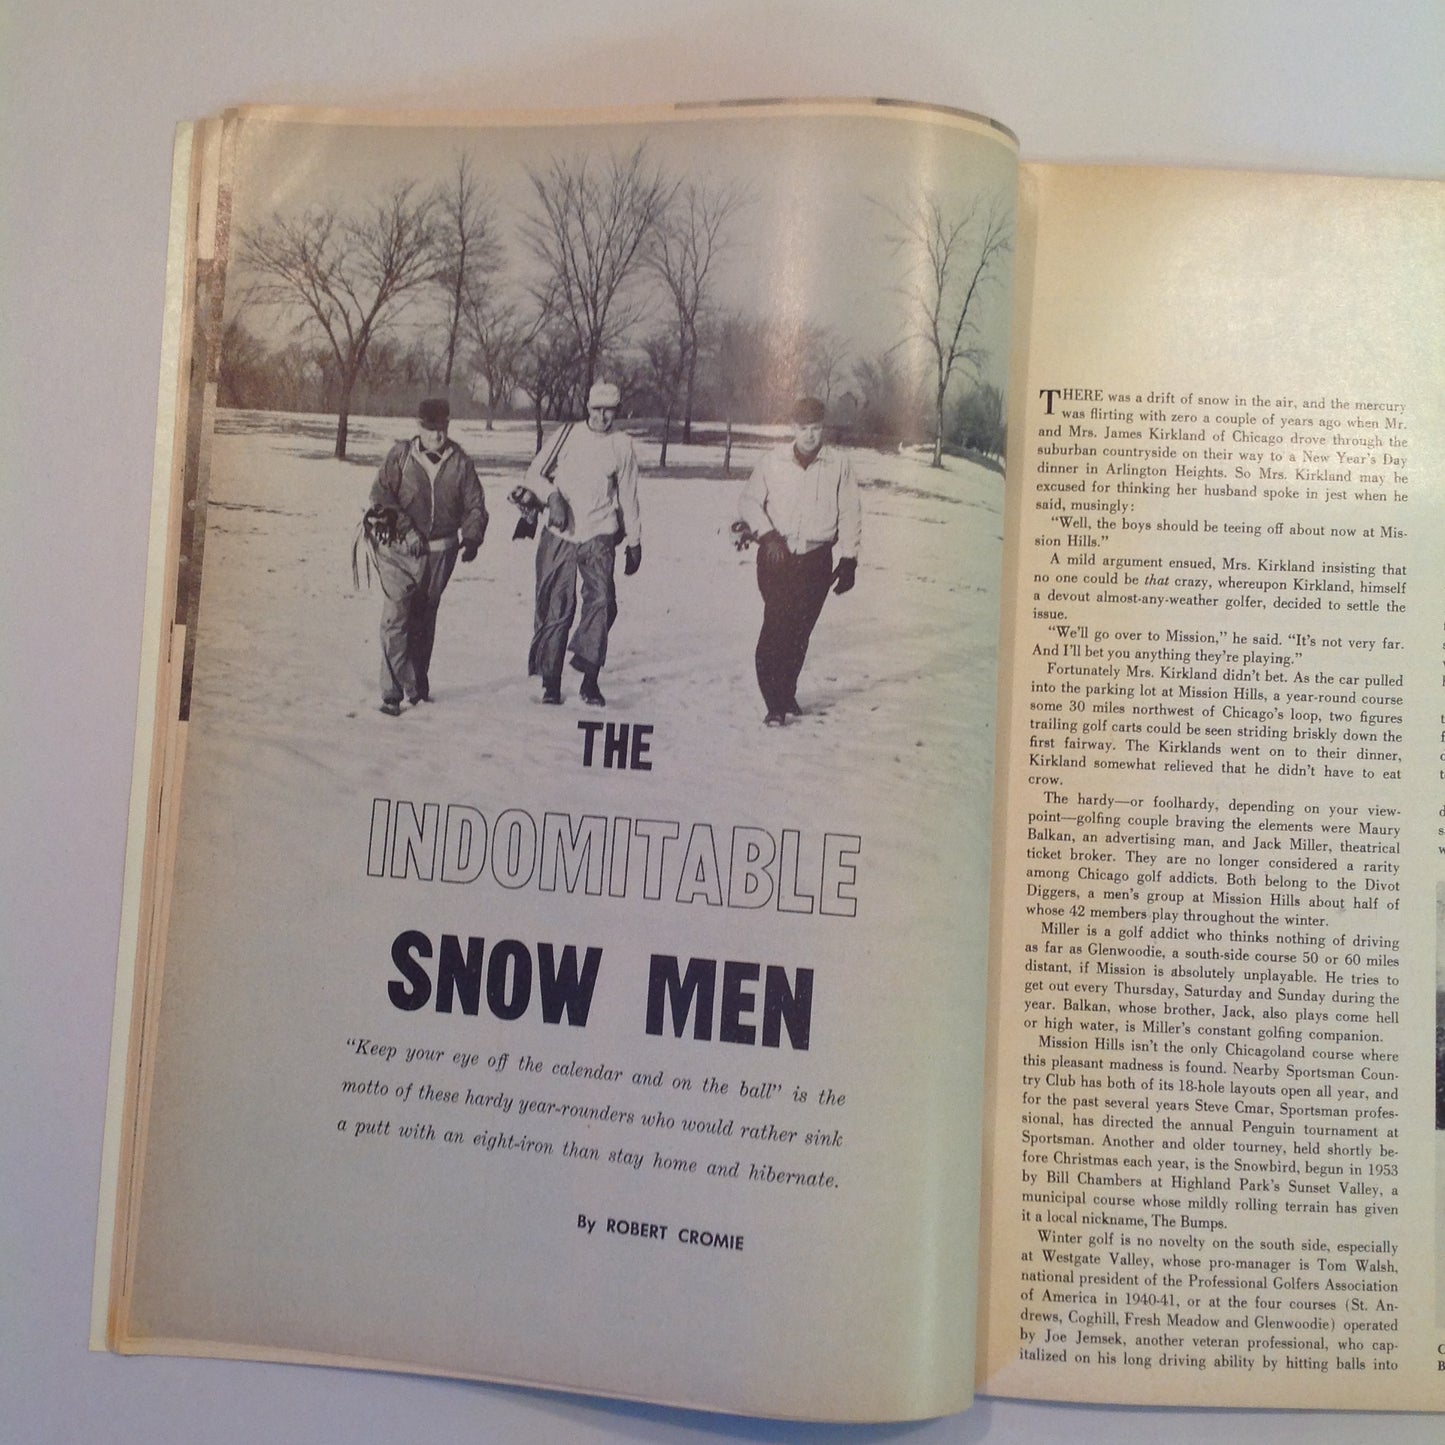 THE
INDOMITABLE
SNOW MEN
"Keep your eye off the calendar and on the ball" is the
motto of these hardy year-rounders who would rather sink
a putt with an eight-iron than stay home and hibernate.
By ROBERT CROMIE
THERE was a drift of snow in the air, and the mercury
was flirting with zero a couple of years ago when Mr.
and Mrs. James Kirkland of Chicago drove through the
suburban countryside on their way to a New Year's Day
dinner in Arlington Heights. So Mrs. Kirkland may be
excused for thinking her husband spoke in jest when he
said, musingly:
"Well, the boys should be teeing off about now at Mis-
sion Hills."
A mild argument ensued, Mrs. Kirkland insisting that
no one could be that crazy, whereupon Kirkland, himself
a devout almost-any-weather golfer, decided to settle the
issue.
"We'll go over to Mission," he said. "It's not very far.
And I'll bet you anything they're playing."
Fortunately Mrs. Kirkland didn't bet. As the car pulled
into the parking lot at Mission Hills, a year-round course
some 30 miles northwest of Chicago's loop, two figures
trailing golf carts could be seen striding briskly down the
first fairway. The Kirklands went on to their dinner,
Kirkland somewhat relieved that he didn't have to eat
crow.
The hardy—or foolhardy, depending on your view-
point—golfing couple braving the elements were Maury
Balkan, an advertising man, and Jack Miller, theatrical
ticket broker. They are no longer considered a rarity
among Chicago golf addicts. Both belong to the Divot
Diggers, a men's group at Mission Hills about half of
whose 42 members play throughout the winter.
Miller is a golf addict who thinks nothing of driving
as far as Glenwoodie, a south-side course 50 or 60 miles
distant, if Mission is absolutely unplayable. He tries to
get out every Thursday, Saturday and Sunday during the
year. Balkan, whose brother, Jack, also plays come hell
or high water, is Miller's constant golfing companion.
Mission Hills isn't the only Chicagoland course where
this pleasant madness is found. Nearby Sportsman Coun-
try Club has both of its 18-hole layouts open all year, and
for the past several years Steve Cmar, Sportsman profes-
sional, has directed the annual Penguin tournament at
Sportsman. Another and older tourney, held shortly be-
fore Christmas each year, is the Snowbird, begun in 1953
by Bill Chambers at Highland Park's Sunset Valley, a
municipal course whose mildly rolling terrain has given
it a local nickname, The Bumps.
Winter golf is no novelty on the south side, especially
at Westgate Valley, whose pro-manager is Tom Walsh,
national president of the Professional Golfers Association
of America in 1940-41, or at the four courses (St. An-
drews, Coghill, Fresh Meadow and Glenwoodie) operated
by Joe Jemsek, another veteran professional, who cap-
italized on his long driving ability by hitting balls into